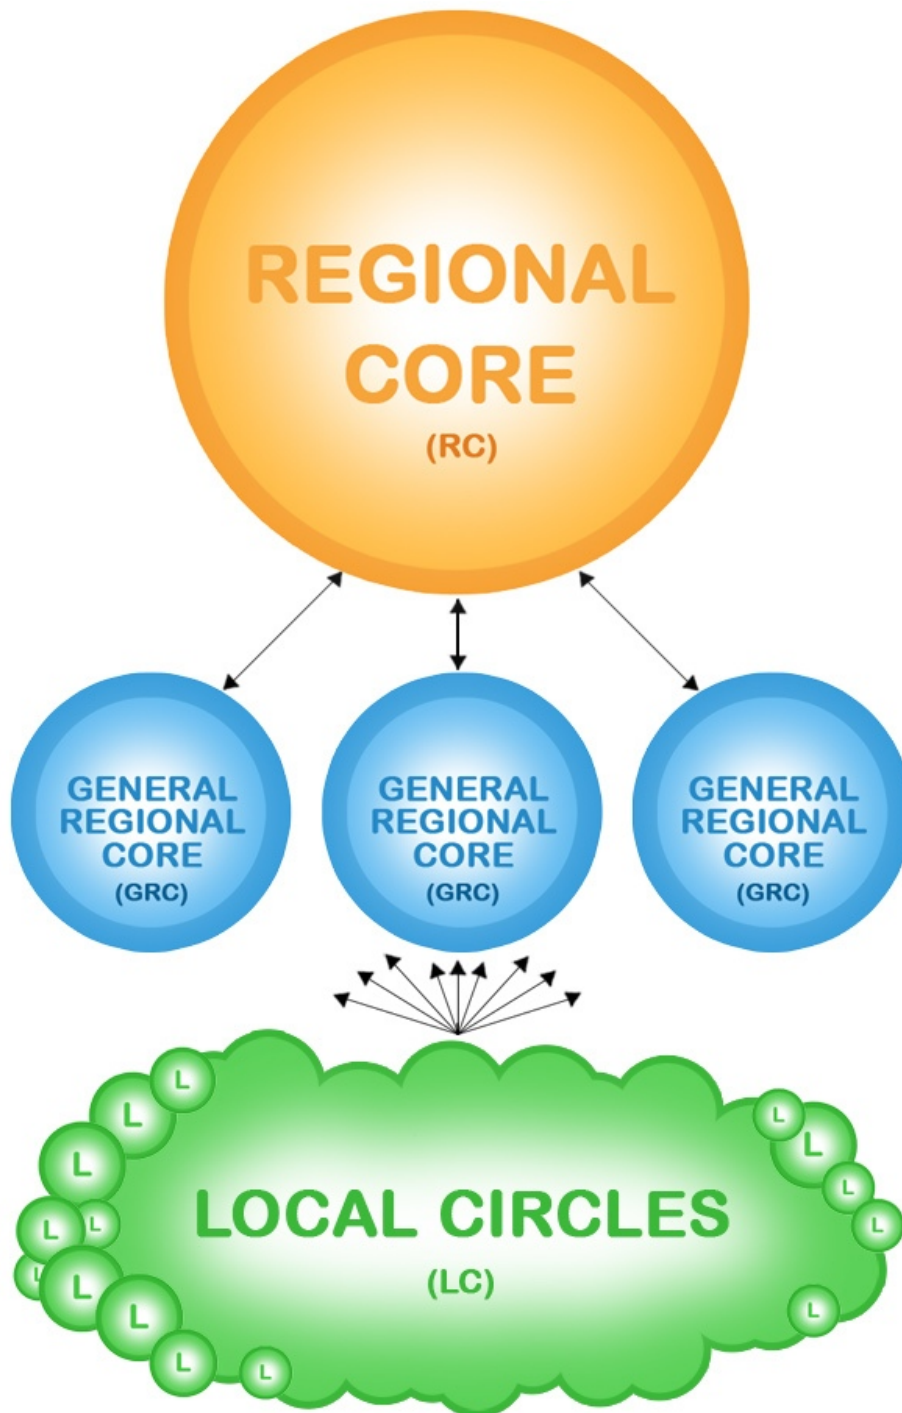 REGIONAL
CORE
(RC)
GENERAL
REGIONAL
CORE
(GRC)
GENERAL
REGIONAL
CORE
(GRC)
GENERAL
REGIONAL
CORE
(GRC)
L
L
L
L
L
L
L
L
L
L
LOCAL CIRCLES
(LC)
L
L
L
L
L